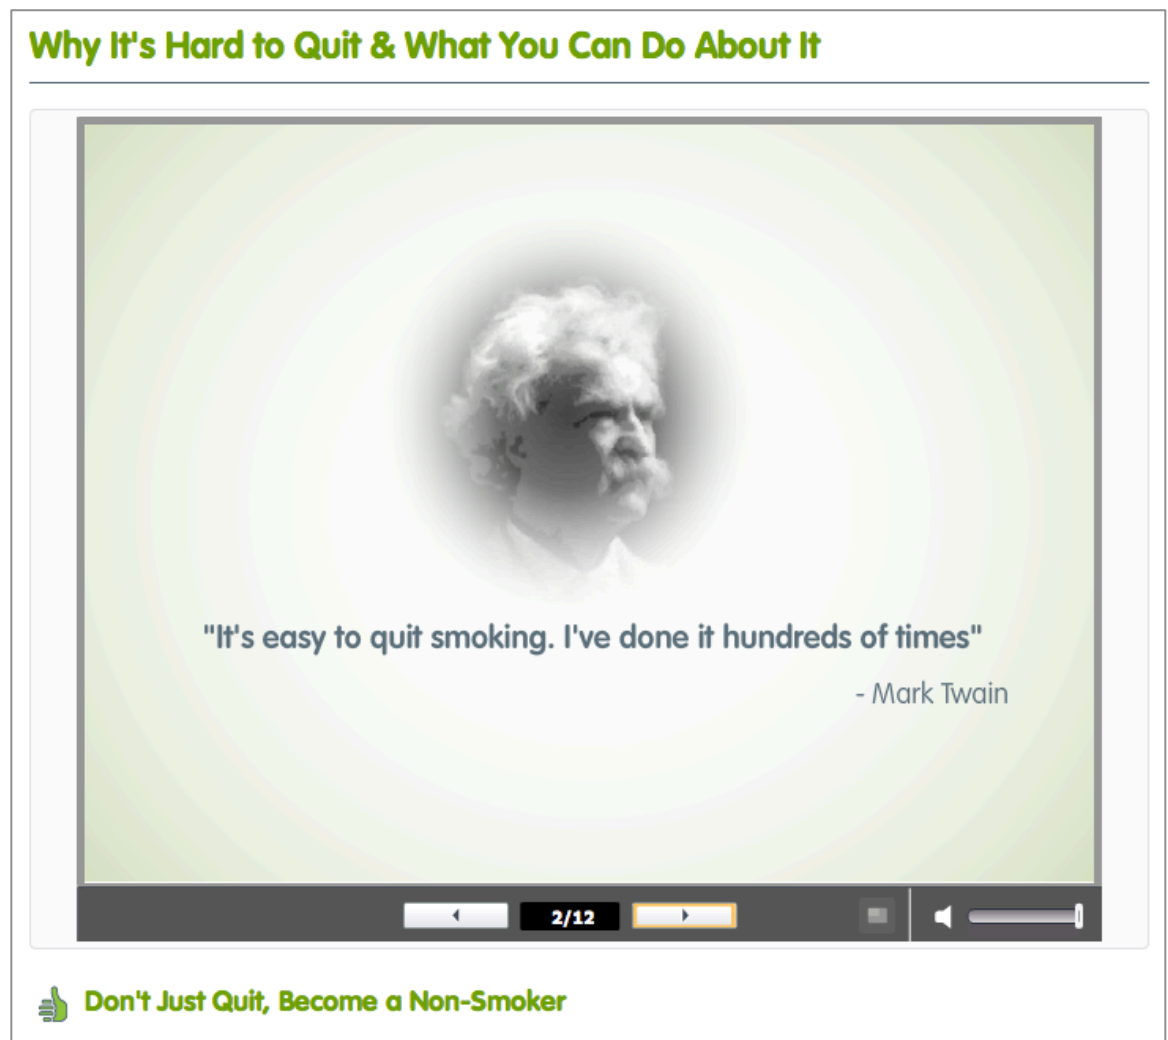 Why It's Hard to Quit & What You Can Do About It
"It's easy to quit smoking. I've done it hundreds of times"
- Mark Twain
2/12
Don't Just Quit, Become a Non-Smoker